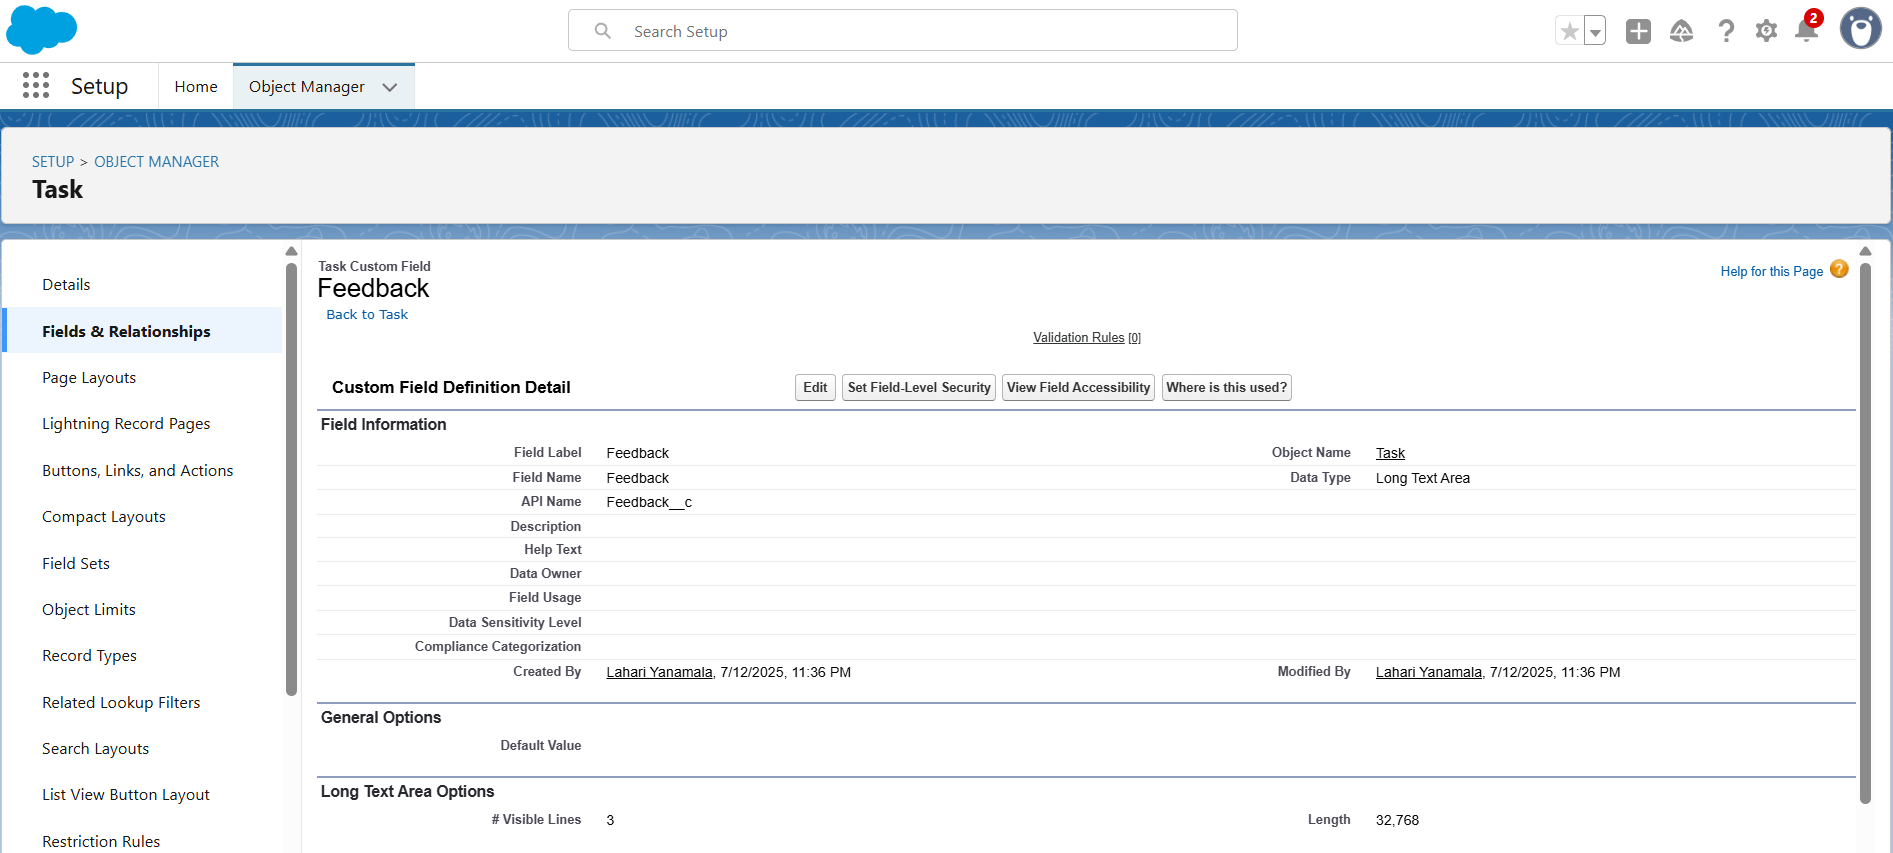 Search Setup
2
Setup
Home
Object Manager
SETUP > OBJECT MANAGER
Task
Details
Fields & Relationships
Page Layouts
Lightning Record Pages
Buttons, Links, and Actions
Compact Layouts
Field Sets
Object Limits
Record Types
Related Lookup Filters
Search Layouts
List View Button Layout
Restriction Rules
Task Custom Field
Feedback
Back to Task
Help for this Page ?
Validation Rules [0]
Custom Field Definition Detail
Edit
Set Field-Level Security
View Field Accessibility
Where is this used?
Field Information
Field Label Feedback Object Name Task
Field Name Feedback Data Type Long Text Area
API Name Feedback__c
Description
Help Text
Data Owner
Field Usage
Data Sensitivity Level
Compliance Categorization
Created By Lahari Yanamala, 7/12/2025, 11:36 PM Modified By Lahari Yanamala, 7/12/2025, 11:36 PM
General Options
Default Value
Long Text Area Options
# Visible Lines 3 Length 32,768